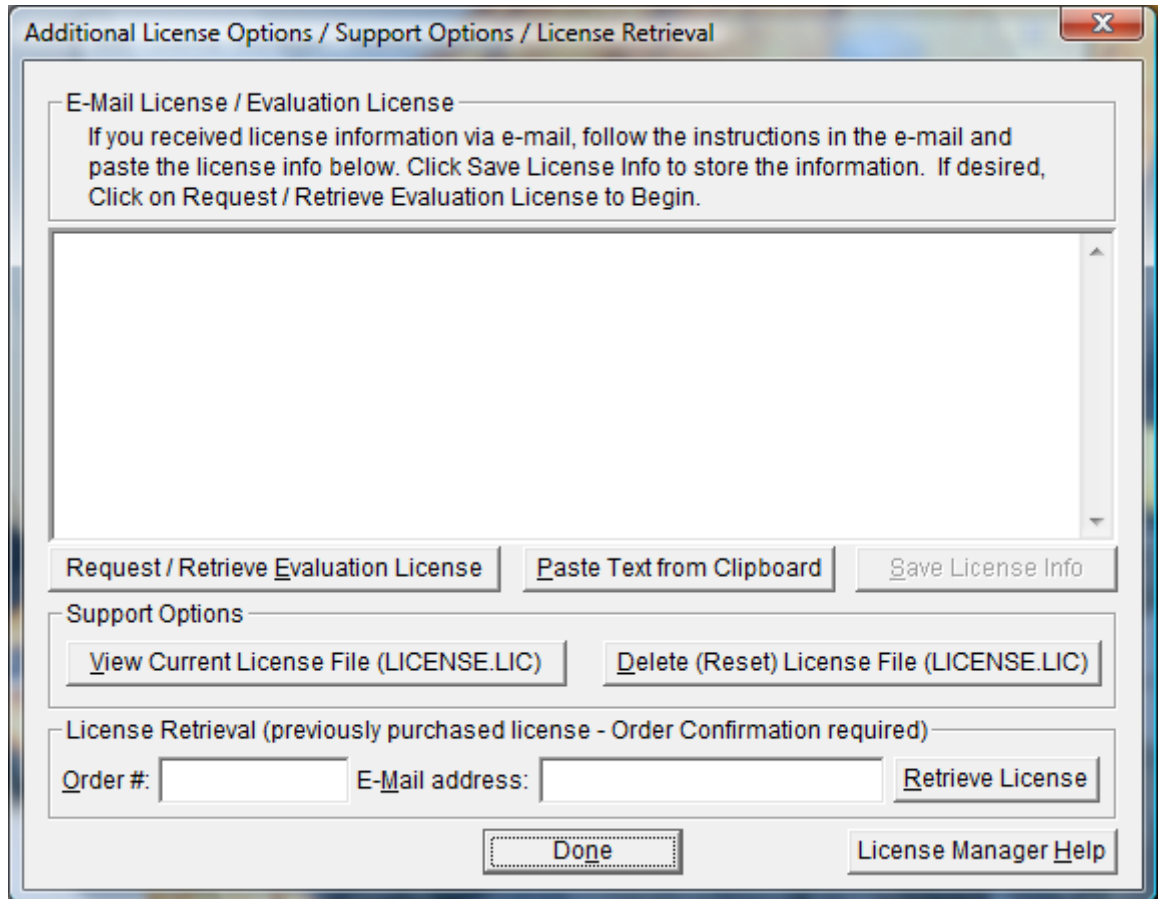 Additional License Options / Support Options / License Retrieval
E-Mail License / Evaluation License
If you received license information via e-mail, follow the instructions in the e-mail and
paste the license info below. Click Save License Info to store the information.  If desired,
Click on Request / Retrieve Evaluation License to Begin.
Request / Retrieve Evaluation License
Paste Text from Clipboard
Save License Info
Support Options
View Current License File (LICENSE.LIC)
Delete (Reset) License File (LICENSE.LIC)
License Retrieval (previously purchased license - Order Confirmation required)
Order #:
E-Mail address:
Retrieve License
Done
License Manager Help